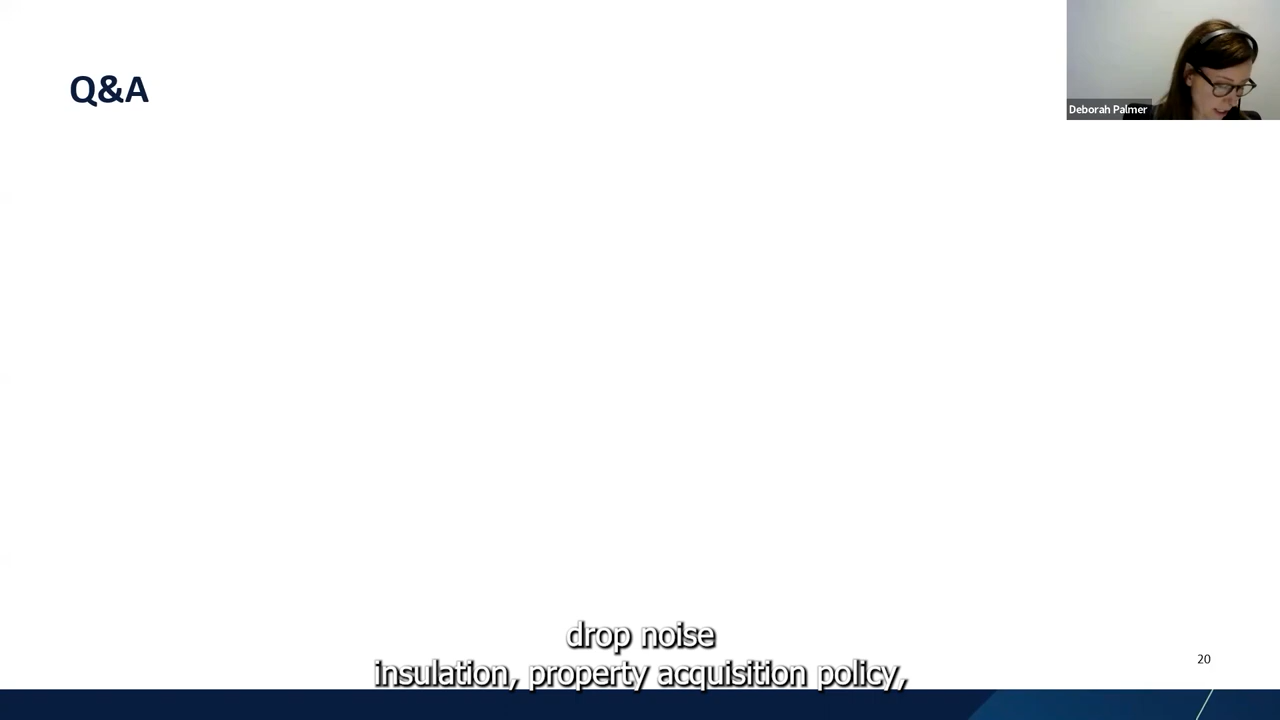 Q&A
Deborah Palmer
drop noise
insulation, property acquisition policy,
20